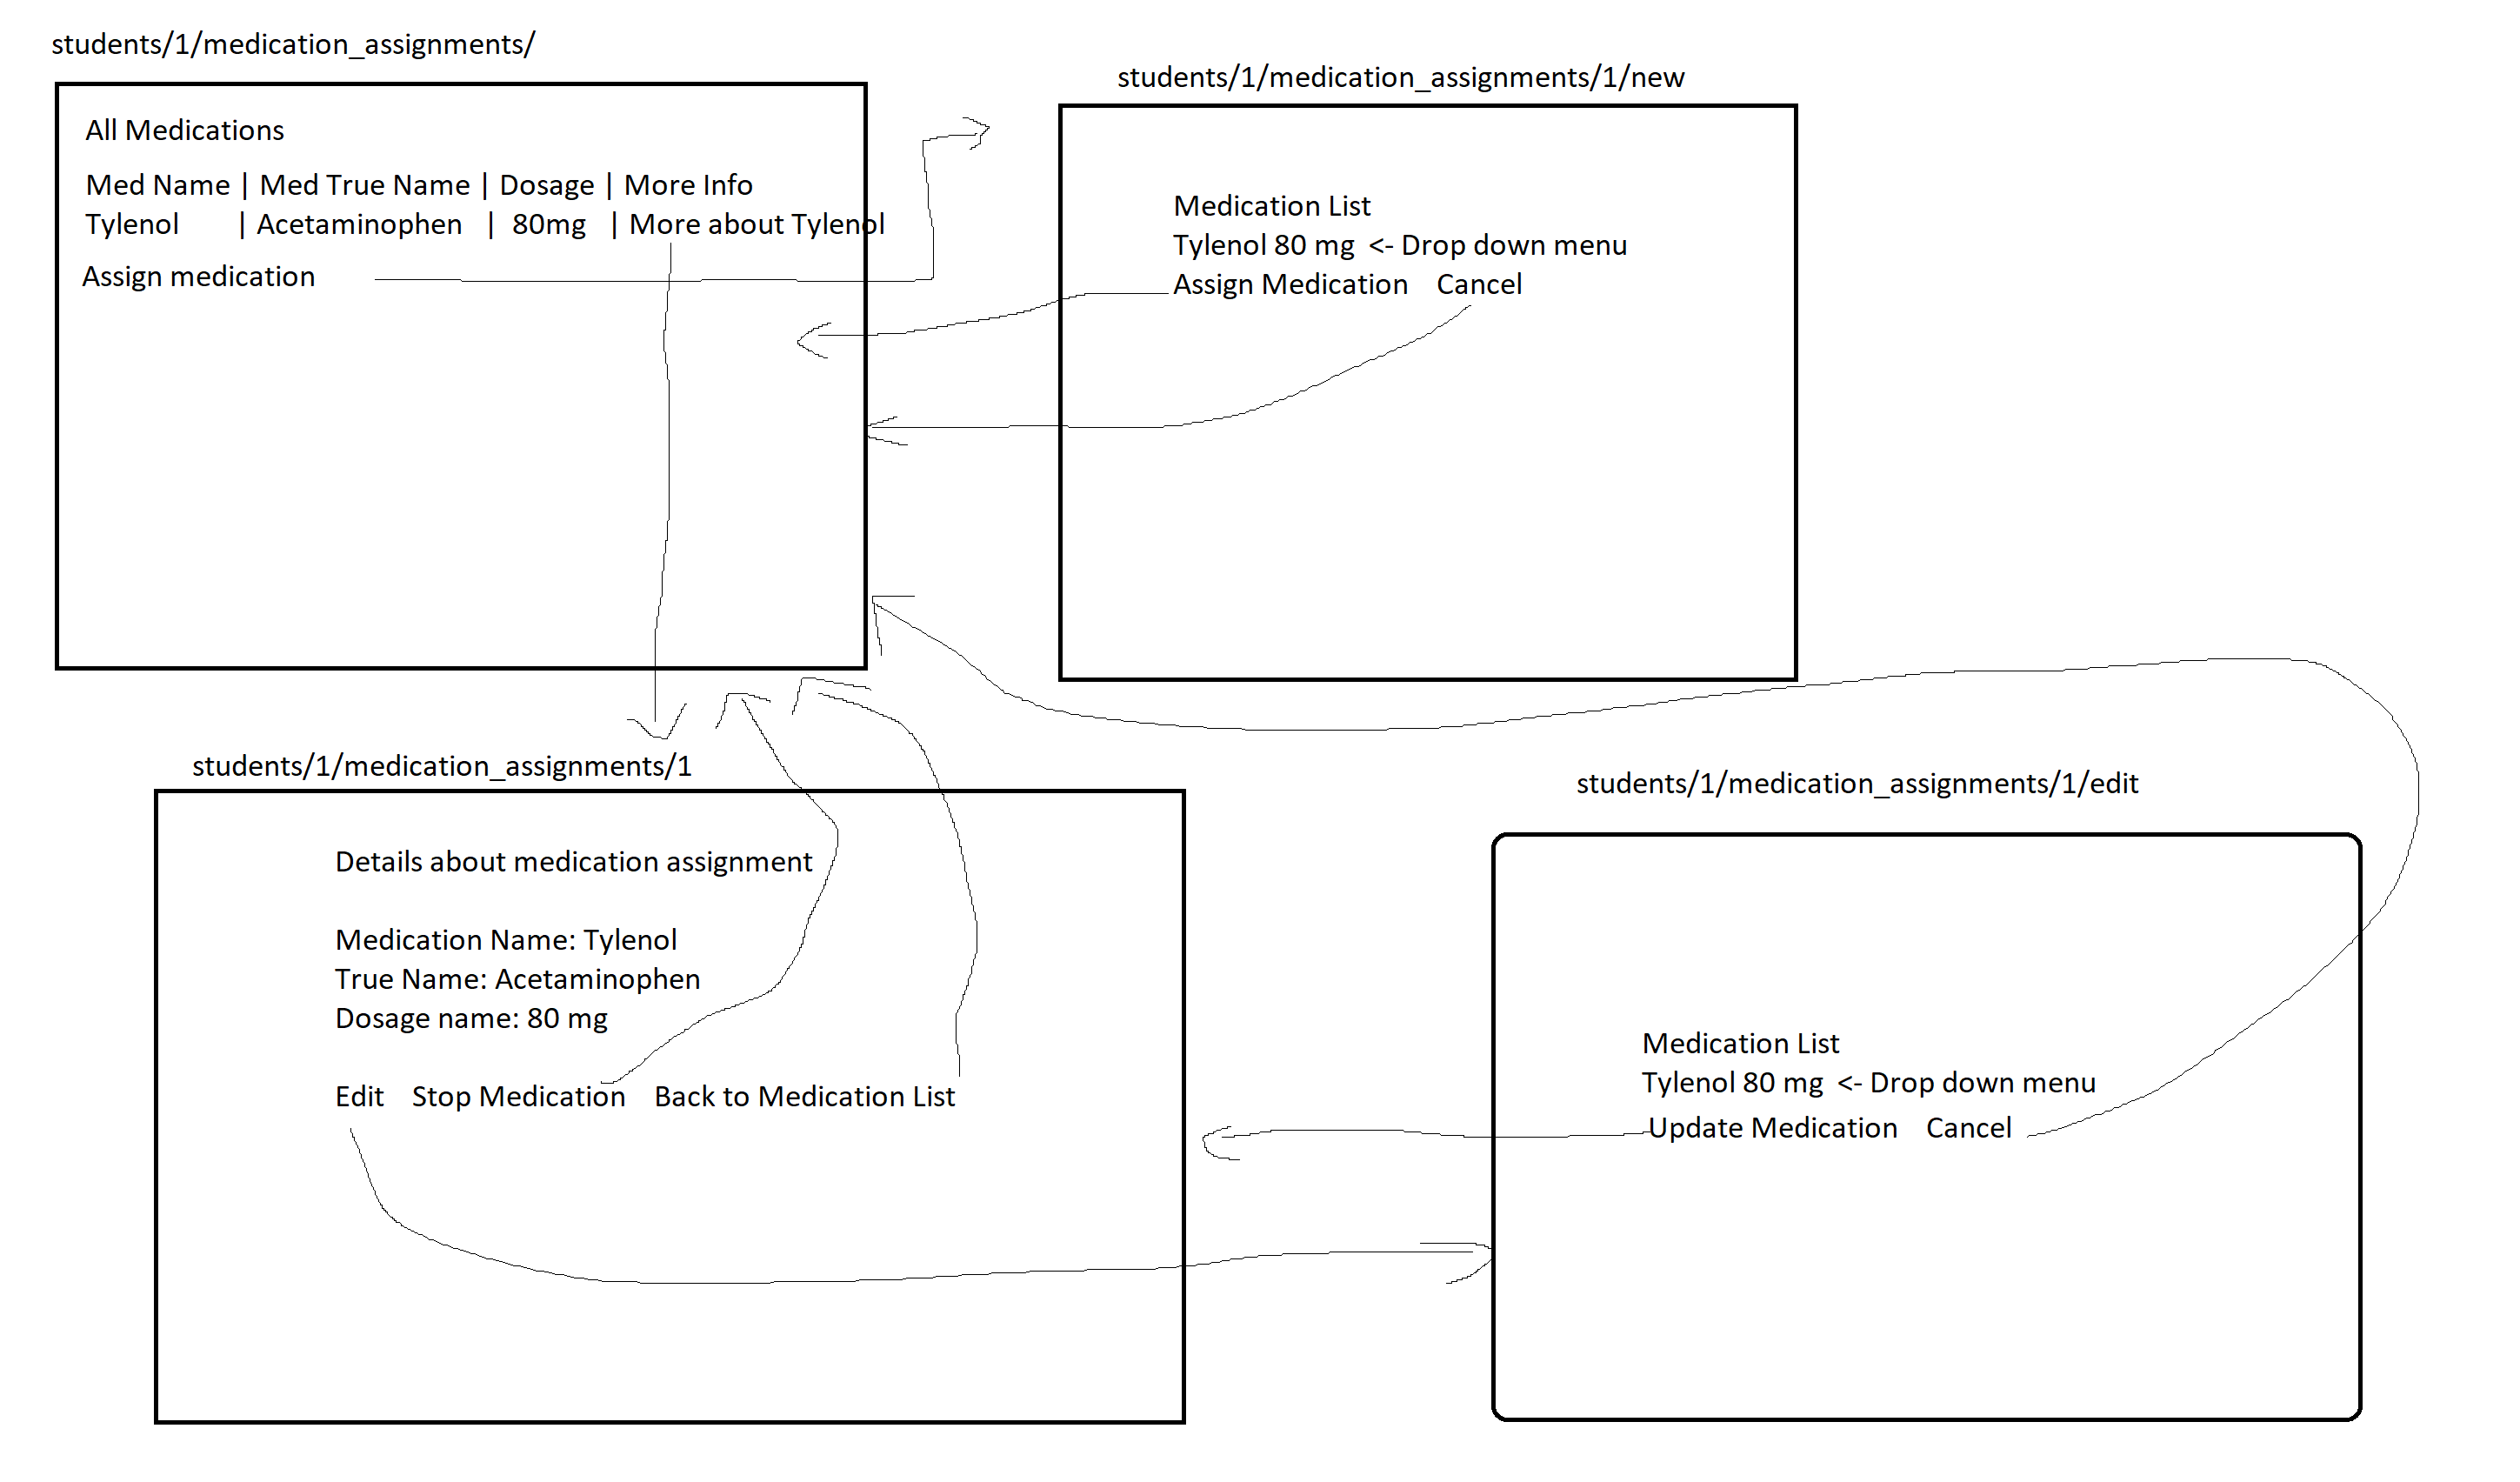 students/1/medication_assignments/
All Medications
Med Name | Med True Name | Dosage | More Info
Tylenol | Acetaminophen | 80mg | More about Tylenol
Assign medication
students/1/medication_assignments/1/new
Medication List
Tylenol 80 mg <- Drop down menu
Assign Medication Cancel
students/1/medication_assignments/1
Details about medication assignment
Medication Name: Tylenol
True Name: Acetaminophen
Dosage name: 80 mg
Edit Stop Medication Back to Medication List
students/1/medication_assignments/1/edit
Medication List
Tylenol 80 mg <- Drop down menu
Update Medication Cancel